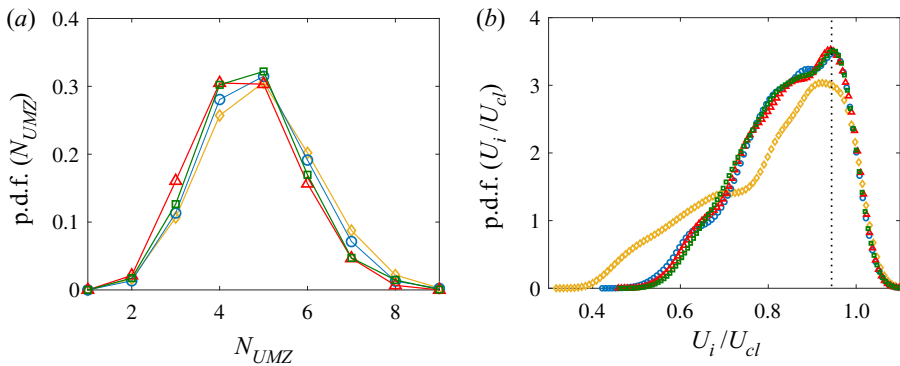 (a)
0.4
0.3
0.2
0.1
0
2 4 6 8
N_UMZ
p.d.f. (N_UMZ)
(b)
4
3
2
1
0
0.4 0.6 0.8 1.0
U_i/U_cl
p.d.f. (U_i/U_cl)